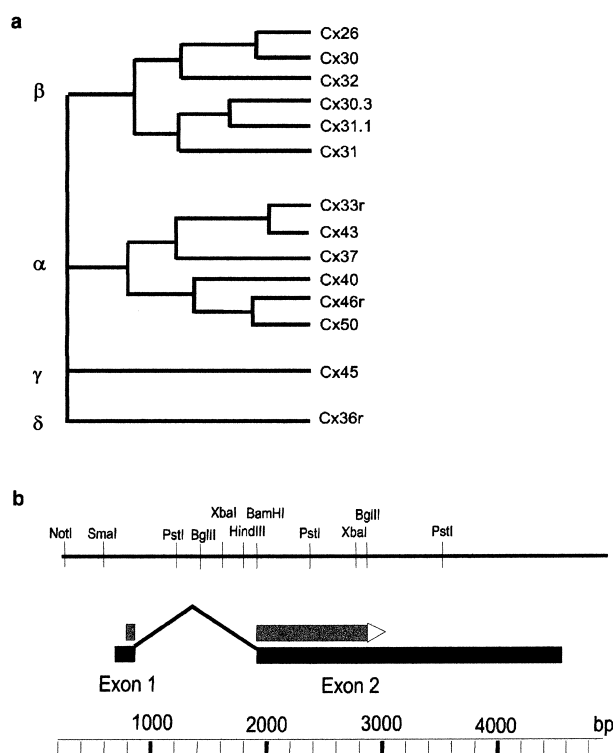 a
Cx26
Cx30
β
Cx32
Cx30.3
Cx31.1
Cx31
Cx33r
Cx43
α
Cx37
Cx40
Cx46r
Cx50
γ
Cx45
δ
Cx36r
b
XbaI BamHI BglII
NotI SmaI PstI BglII HindIII PstI XbaI PstI
Exon 1 Exon 2
1000 2000 3000 4000 bp